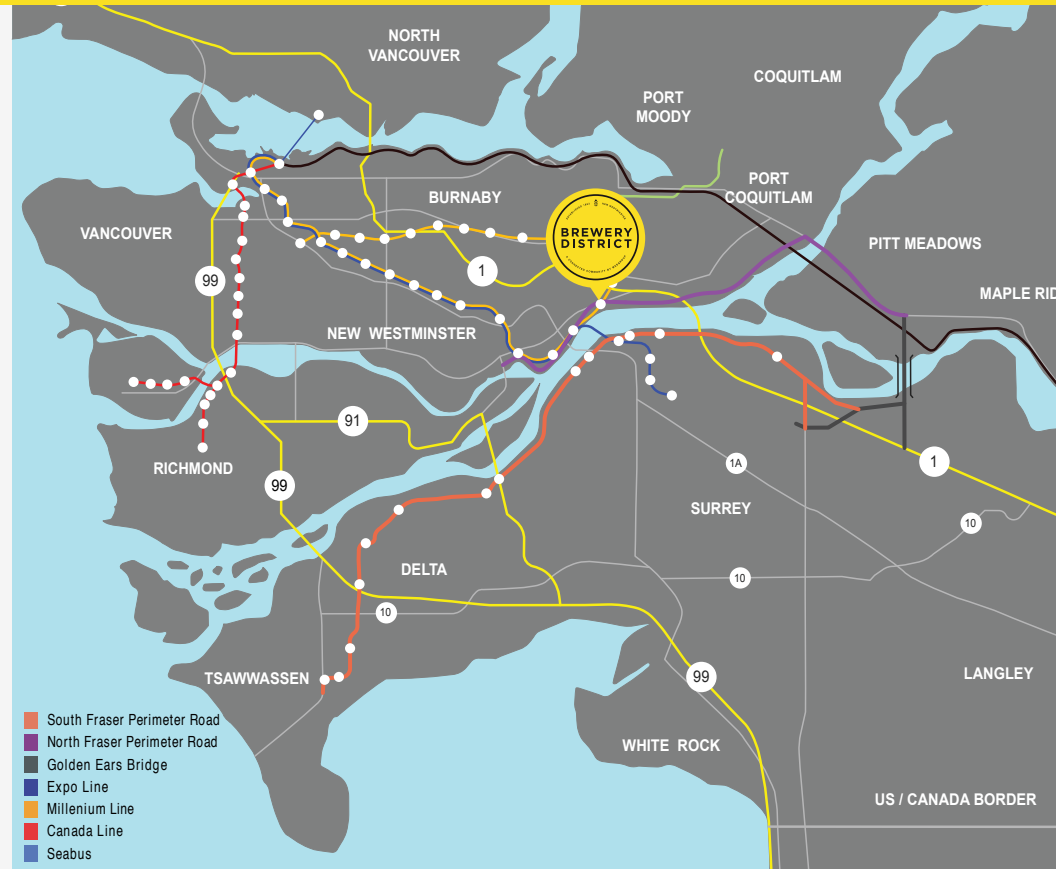 NORTH
VANCOUVER
COQUITLAM
PORT
MOODY
PORT
COQUITLAM
BURNABY
VANCOUVER
BREWERY
DISTRICT
PITT MEADOWS
1
99
MAPLE RID
NEW WESTMINSTER
91
RICHMOND
1A
1
99
SURREY
10
DELTA
10
10
TSAWWASSEN
99
LANGLEY
WHITE ROCK
US / CANADA BORDER
South Fraser Perimeter Road
North Fraser Perimeter Road
Golden Ears Bridge
Expo Line
Millenium Line
Canada Line
Seabus